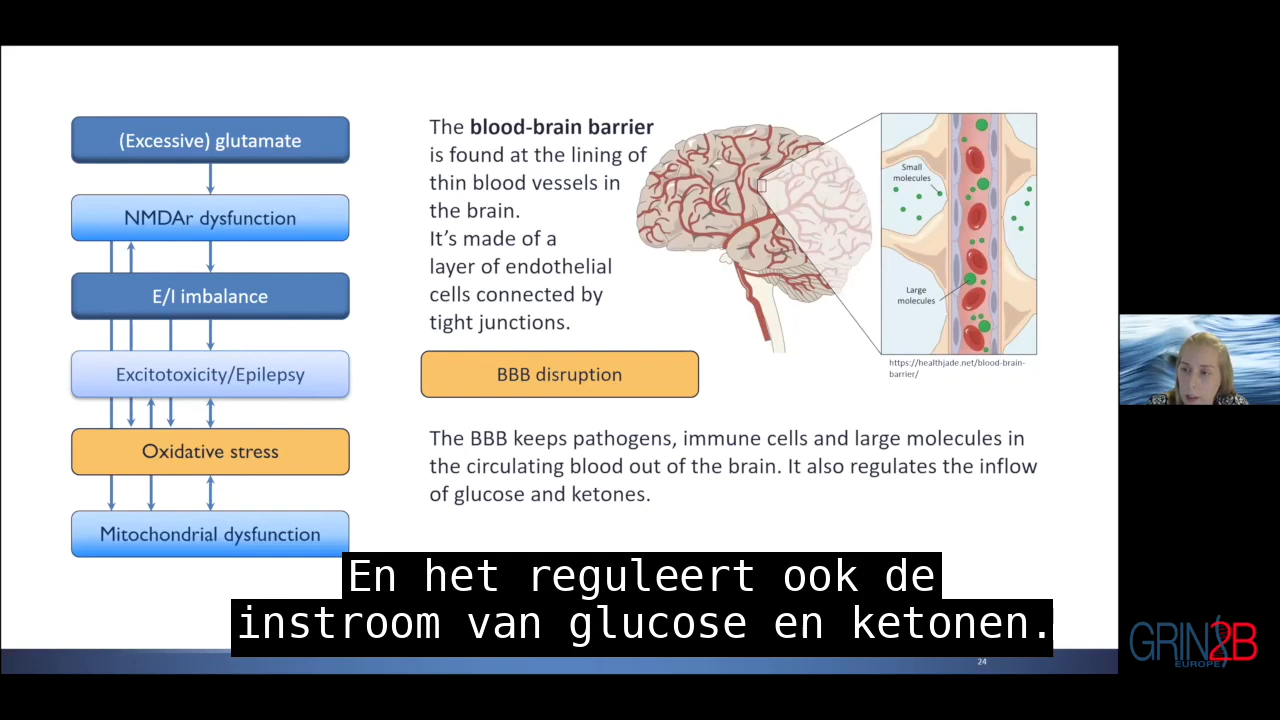 (Excessive) glutamate
NMDAr dysfunction
E/I imbalance
Excitotoxicity/Epilepsy
Oxidative stress
Mitochondrial dysfunction
The blood-brain barrier
is found at the lining of
thin blood vessels in
the brain.
It's made of a
layer of endothelial
cells connected by
tight junctions.
Small
molecules
Large
molecules
https://healthjade.net/blood-brain-
barrier/
BBB disruption
The BBB keeps pathogens, immune cells and large molecules in
the circulating blood out of the brain. It also regulates the inflow
of glucose and ketones.
En het reguleert ook de
instroom van glucose en ketonen.
24
GRIN2B
EUROPE